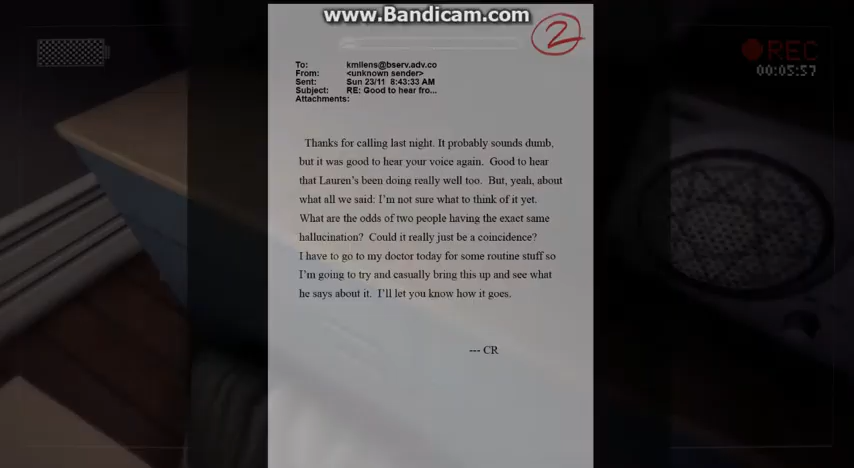 www.Bandicam.com
2
REC
00:05:57
To: kmilens@bserv.adv.co
From: <unknown sender>
Sent: Sun 23/11 8:43:33 AM
Subject: RE: Good to hear fro...
Attachments:
Thanks for calling last night. It probably sounds dumb,
but it was good to hear your voice again. Good to hear
that Lauren's been doing really well too. But, yeah, about
what all we said: I'm not sure what to think of it yet.
What are the odds of two people having the exact same
hallucination? Could it really just be a coincidence?
I have to go to my doctor today for some routine stuff so
I'm going to try and casually bring this up and see what
he says about it. I'll let you know how it goes.
--- CR